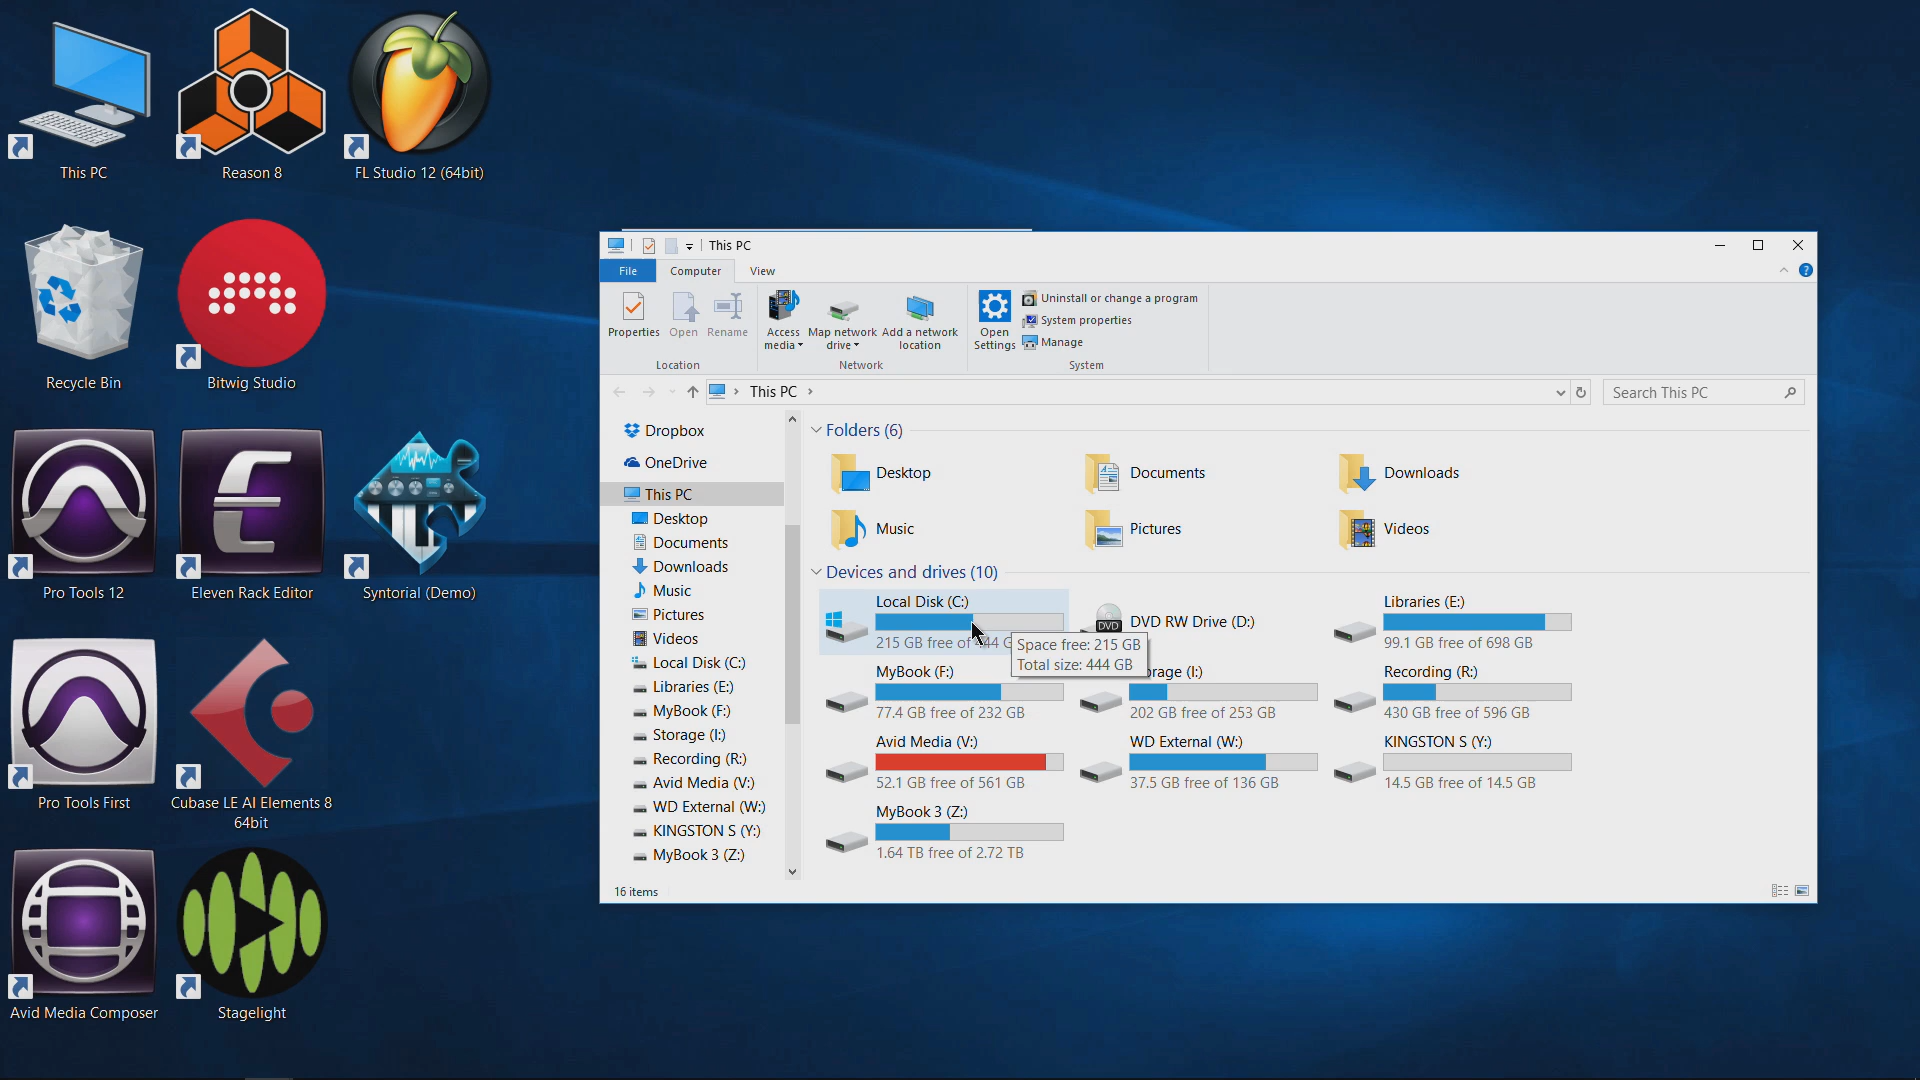 This PC
Reason 8
FL Studio 12 (64bit)
Recycle Bin
Bitwig Studio
Pro Tools 12
Eleven Rack Editor
Syntorial (Demo)
Pro Tools First
Cubase LE AI Elements 8
64bit
Avid Media Composer
Stagelight
This PC
File
Computer
View
Properties
Open
Rename
Location
Access
media
Map network
drive
Add a network
location
Network
Open
Settings
Uninstall or change a program
System properties
Manage
System
This PC
Search This PC
Dropbox
OneDrive
This PC
Desktop
Documents
Downloads
Music
Pictures
Videos
Local Disk (C:)
Libraries (E:)
MyBook (F:)
Storage (I:)
Recording (R:)
Avid Media (V:)
WD External (W:)
KINGSTON S (Y:)
MyBook 3 (Z:)
Folders (6)
Desktop
Documents
Downloads
Music
Pictures
Videos
Devices and drives (10)
Local Disk (C:)
215 GB free of
DVD
DVD RW Drive (D:)
Libraries (E:)
99.1 GB free of 698 GB
Space free: 215 GB
Total size: 444 GB
MyBook (F:)
77.4 GB free of 232 GB
rage (I:)
202 GB free of 253 GB
Recording (R:)
430 GB free of 596 GB
Avid Media (V:)
52.1 GB free of 561 GB
WD External (W:)
37.5 GB free of 136 GB
KINGSTON S (Y:)
14.5 GB free of 14.5 GB
MyBook 3 (Z:)
1.64 TB free of 2.72 TB
16 items